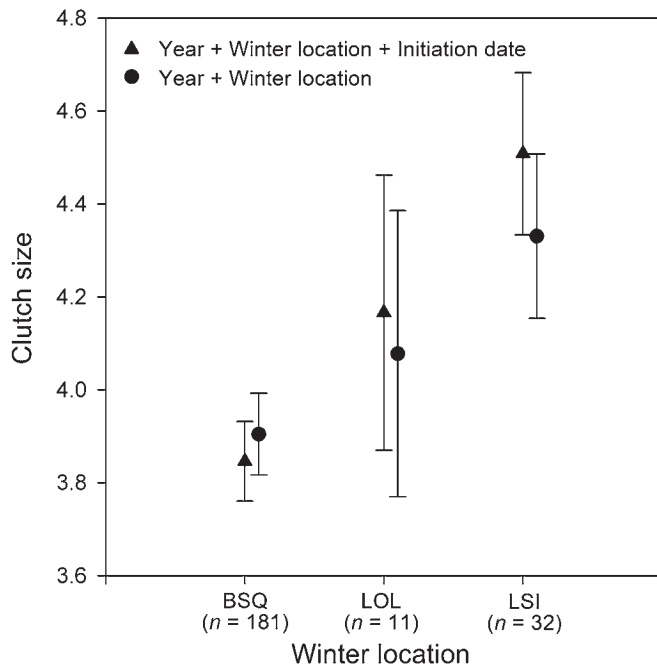 4.8
Year + Winter location + Initiation date
Year + Winter location
4.6
4.4
4.2
4.0
3.8
3.6
Clutch size
BSQ LOL LSI
(n = 181) (n = 11) (n = 32)
Winter location